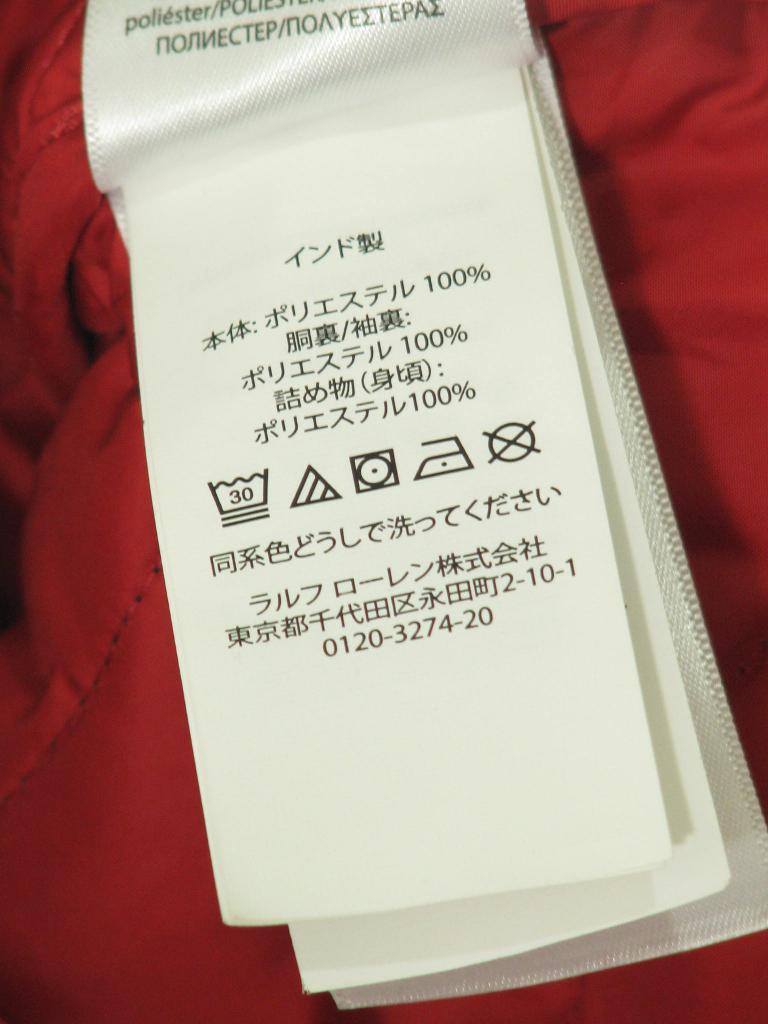 poliéster/POLIESTER
ПОЛИЕСТЕР/ΠΟΛΥΕΣΤΕΡΑΣ
インド製
本体: ポリエステル 100%
胴裏/袖裏:
ポリエステル 100%
詰め物(身頃):
ポリエステル100%
30
同系色どうしで洗ってください
ラルフ ローレン株式会社
東京都千代田区永田町2-10-1
0120-3274-20